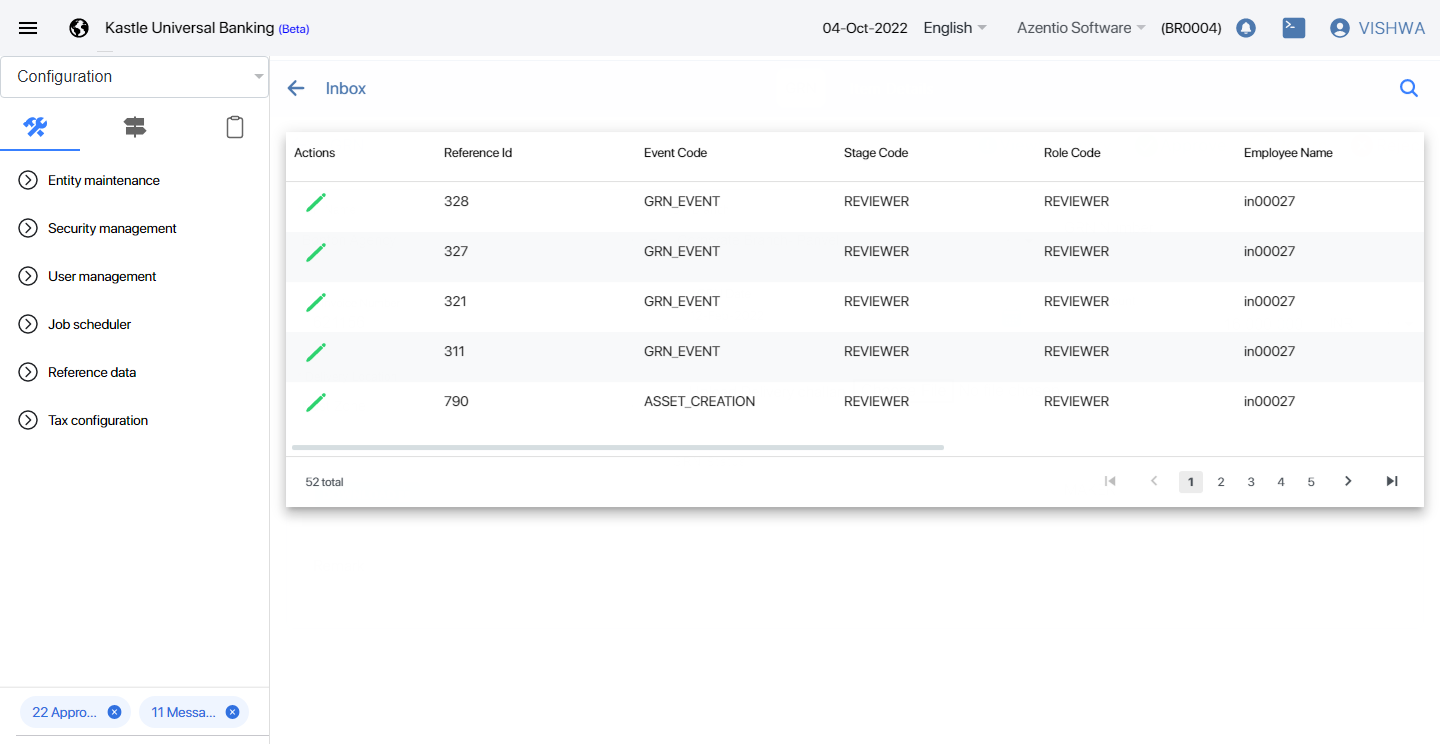 Kastle Universal Banking (Beta) 04-Oct-2022 English Azentio Software (BR0004) VISHWA
Configuration
Inbox
Entity maintenance
Security management
User management
Job scheduler
Reference data
Tax configuration
22 Appro... 11 Messa...
Actions Reference Id Event Code Stage Code Role Code Employee Name
328 GRN_EVENT REVIEWER REVIEWER in00027
327 GRN_EVENT REVIEWER REVIEWER in00027
321 GRN_EVENT REVIEWER REVIEWER in00027
311 GRN_EVENT REVIEWER REVIEWER in00027
790 ASSET_CREATION REVIEWER REVIEWER in00027
52 total 1 2 3 4 5